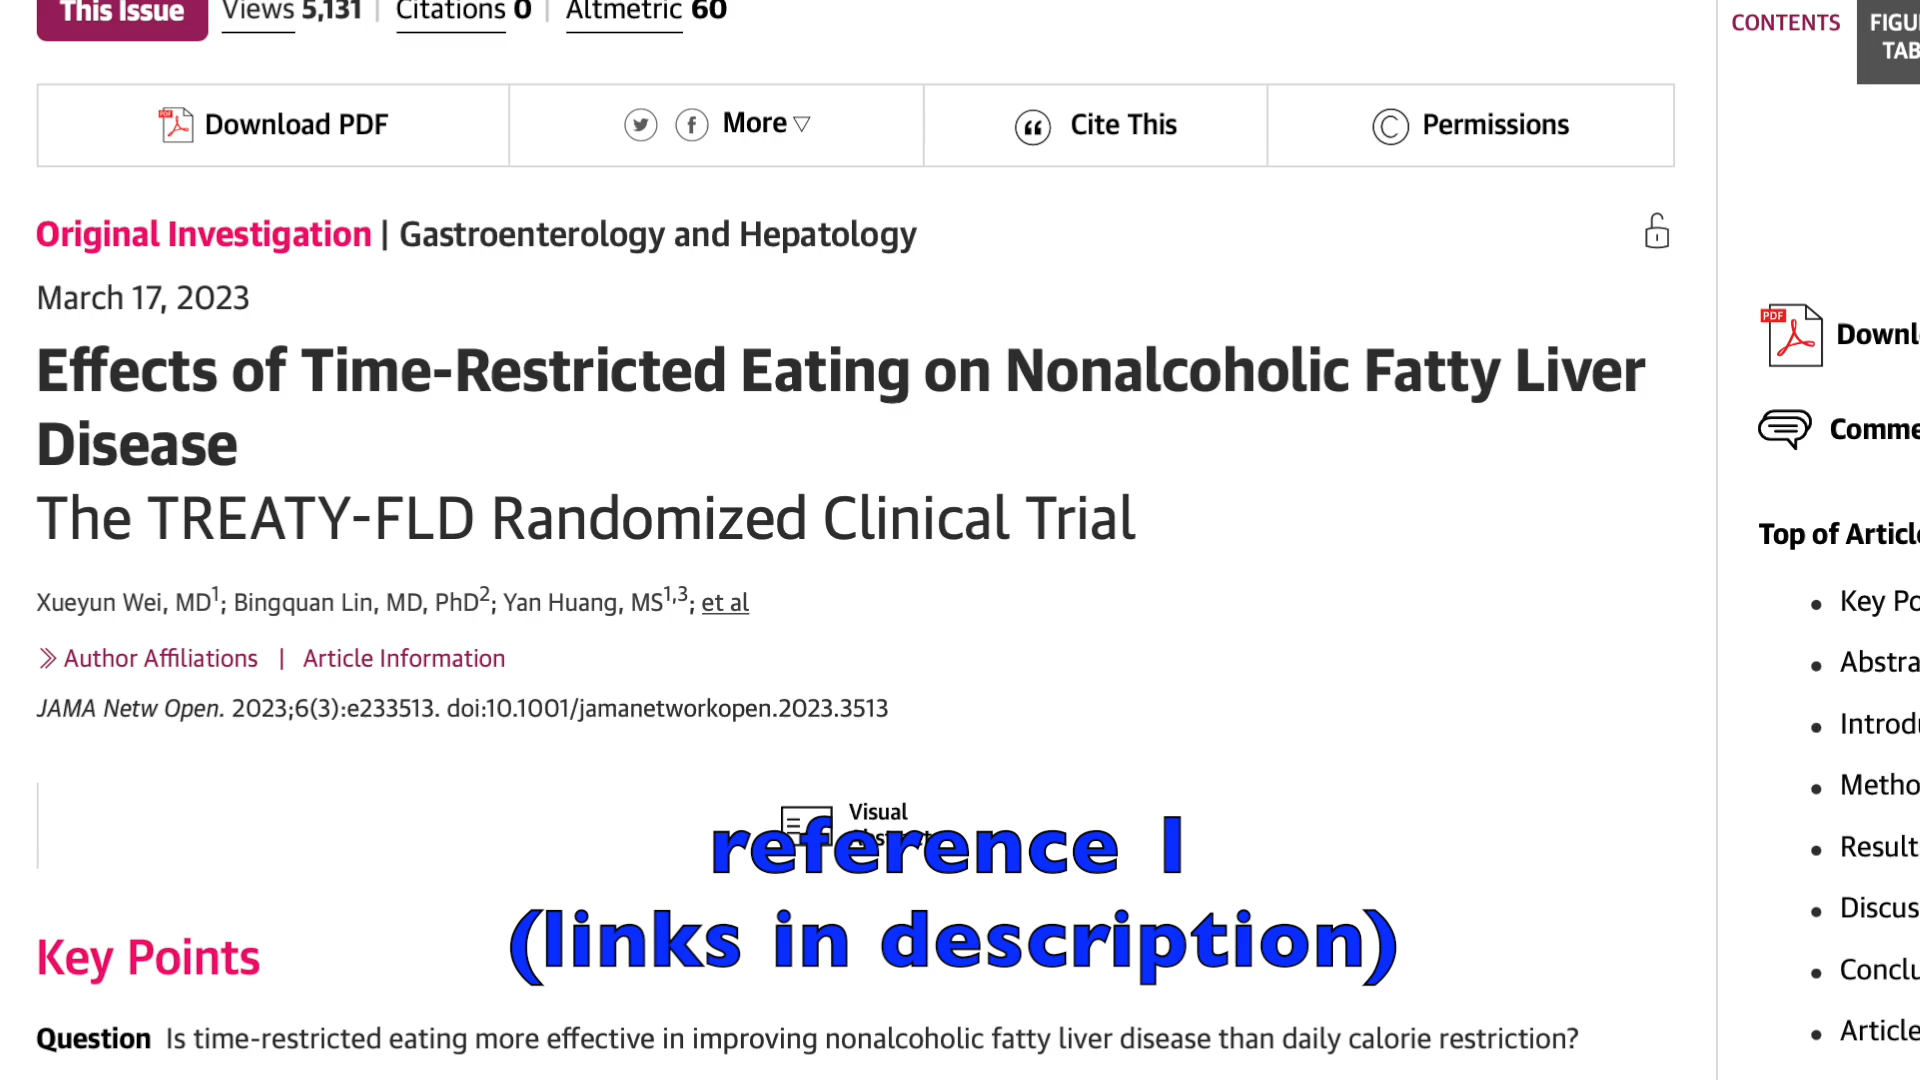 This Issue
Views 5,131 | Citations 0 | Altmetric 60
CONTENTS
Download PDF
More
Cite This
Permissions
Original Investigation | Gastroenterology and Hepatology
March 17, 2023
Effects of Time-Restricted Eating on Nonalcoholic Fatty Liver
Disease
The TREATY-FLD Randomized Clinical Trial
Xueyun Wei, MD1; Bingquan Lin, MD, PhD2; Yan Huang, MS1,3; et al
Author Affiliations | Article Information
JAMA Netw Open. 2023;6(3):e233513. doi:10.1001/jamanetworkopen.2023.3513
Visual
reference 1
(links in description)
Key Points
Question Is time-restricted eating more effective in improving nonalcoholic fatty liver disease than daily calorie restriction?
PDF
Top of
Key